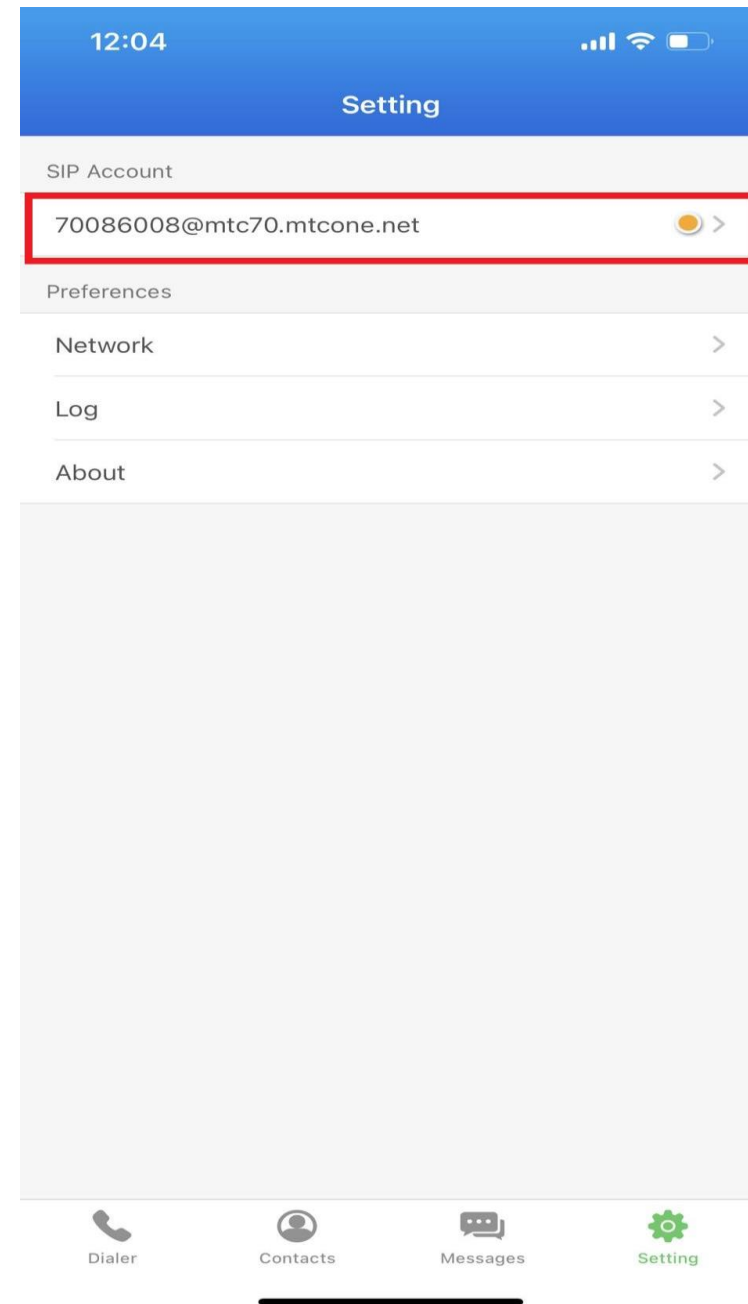 12:04
Setting
SIP Account
70086008@mtc70.mtcone.net
Preferences
Network
Log
About
Dialer Contacts Messages Setting